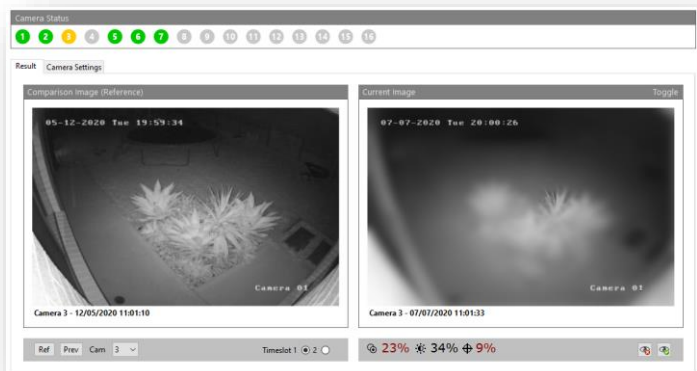 Camera Status
1 2 3 4 5 6 7 8 9 10 11 12 13 14 15 16
Result Camera Settings
Comparison Image (Reference)
Current Image Toggle
05-12-2020 Tue 19:59:34
07-07-2020 Tue 20:00:26
Camera 01
Camera 01
Camera 3 - 12/05/2020 11:01:10
Camera 3 - 07/07/2020 11:01:33
Ref Prev Cam 3 Timeslot 1 2
23% 34% 9%